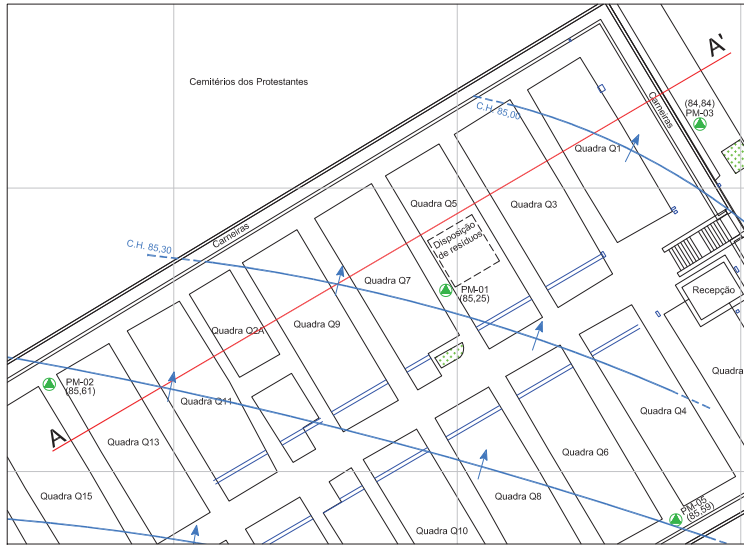 Cemitérios dos Protestantes
A'
(84,84)
PM-03
Carneiras
C.H. 85,00
Quadra Q1
Quadra Q5
Quadra Q3
Carneiras
C.H. 85,30
Disposição
de resíduos
Quadra Q7
PM-01
(85,25)
Recepção
Quadra Q9
Quadra Q2A
PM-02
(85,61)
Quadra
Quadra Q11
Quadra Q4
A
Quadra Q13
Quadra Q6
Quadra Q15
Quadra Q8
PM-05
(85,59)
Quadra Q10